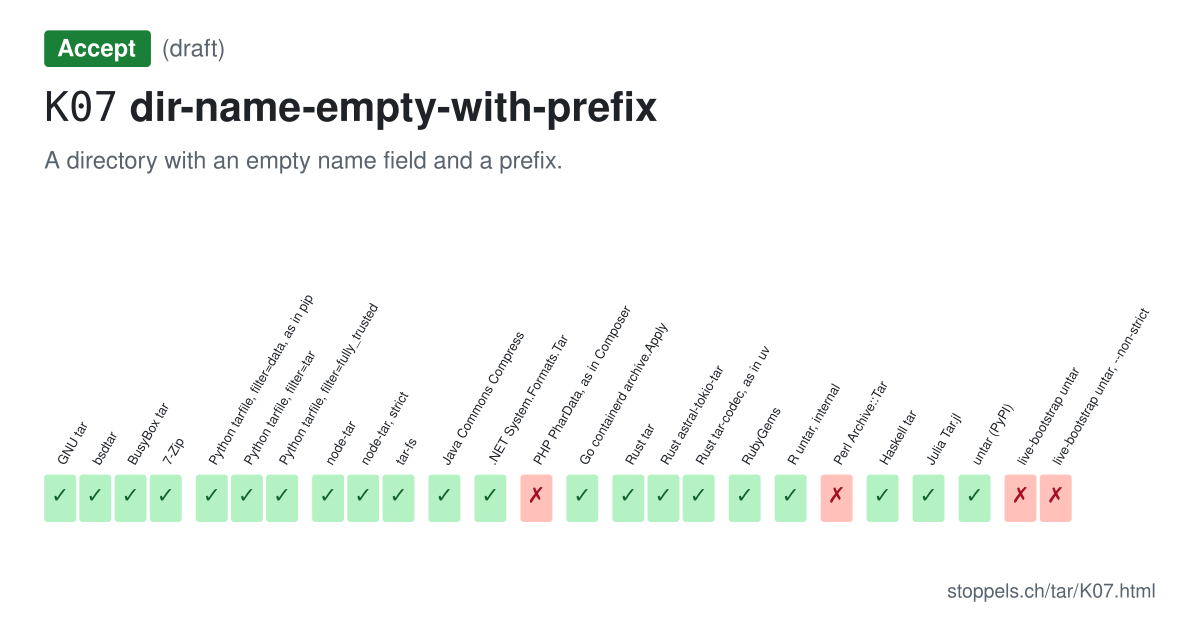 Accept (draft)
K07 dir-name-empty-with-prefix
A directory with an empty name field and a prefix.
GNU tar
bsdtar
BusyBox tar
7-Zip
Python tarfile, filter=data, as in pip
Python tarfile, filter=tar
Python tarfile, filter=fully_trusted
node-tar
node-tar, strict
tar-fs
Java Commons Compress
.NET System.Formats.Tar
PHP PharData, as in Composer
Go containerd archive.Apply
Rust tar
Rust astral-tokio-tar
Rust tar-codec, as in uv
RubyGems
R untar, internal
Perl Archive::Tar
Haskell tar
Julia Tar.jl
untar (PyPI)
live-bootstrap untar
live-bootstrap untar, --non-strict
✓ ✓ ✓ ✓ ✓ ✓ ✓ ✓ ✓ ✓ ✓ ✓ ✗ ✓ ✓ ✓ ✓ ✓ ✓ ✗ ✓ ✓ ✓ ✗ ✗
stoppels.ch/tar/K07.html